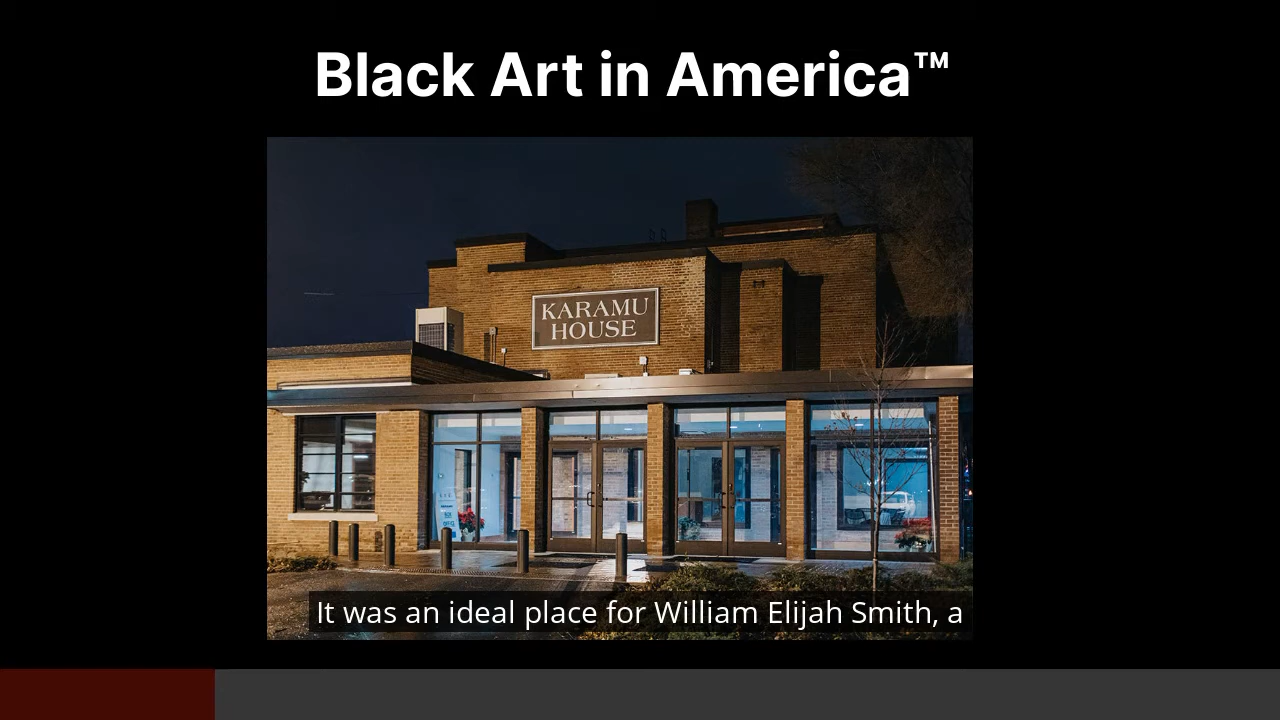 Black Art in America™
KARAMU
HOUSE
It was an ideal place for William Elijah Smith, a